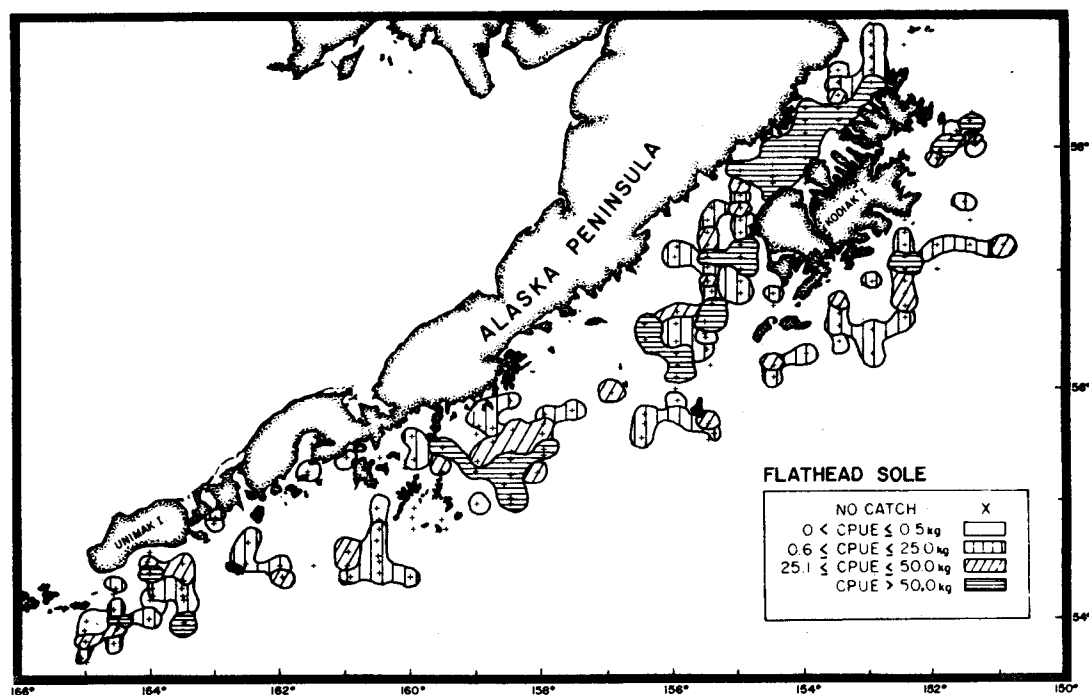 ALASKA PENINSULA
KODIAK I
UNIMAK I
58°
56°
54°
FLATHEAD SOLE
NO CATCH X
0 < CPUE ≤ 0.5 kg
0.6 ≤ CPUE ≤ 25.0 kg
25.1 ≤ CPUE ≤ 50.0 kg
CPUE > 50.0 kg
166° 164° 162° 160° 158° 156° 154° 152° 150°